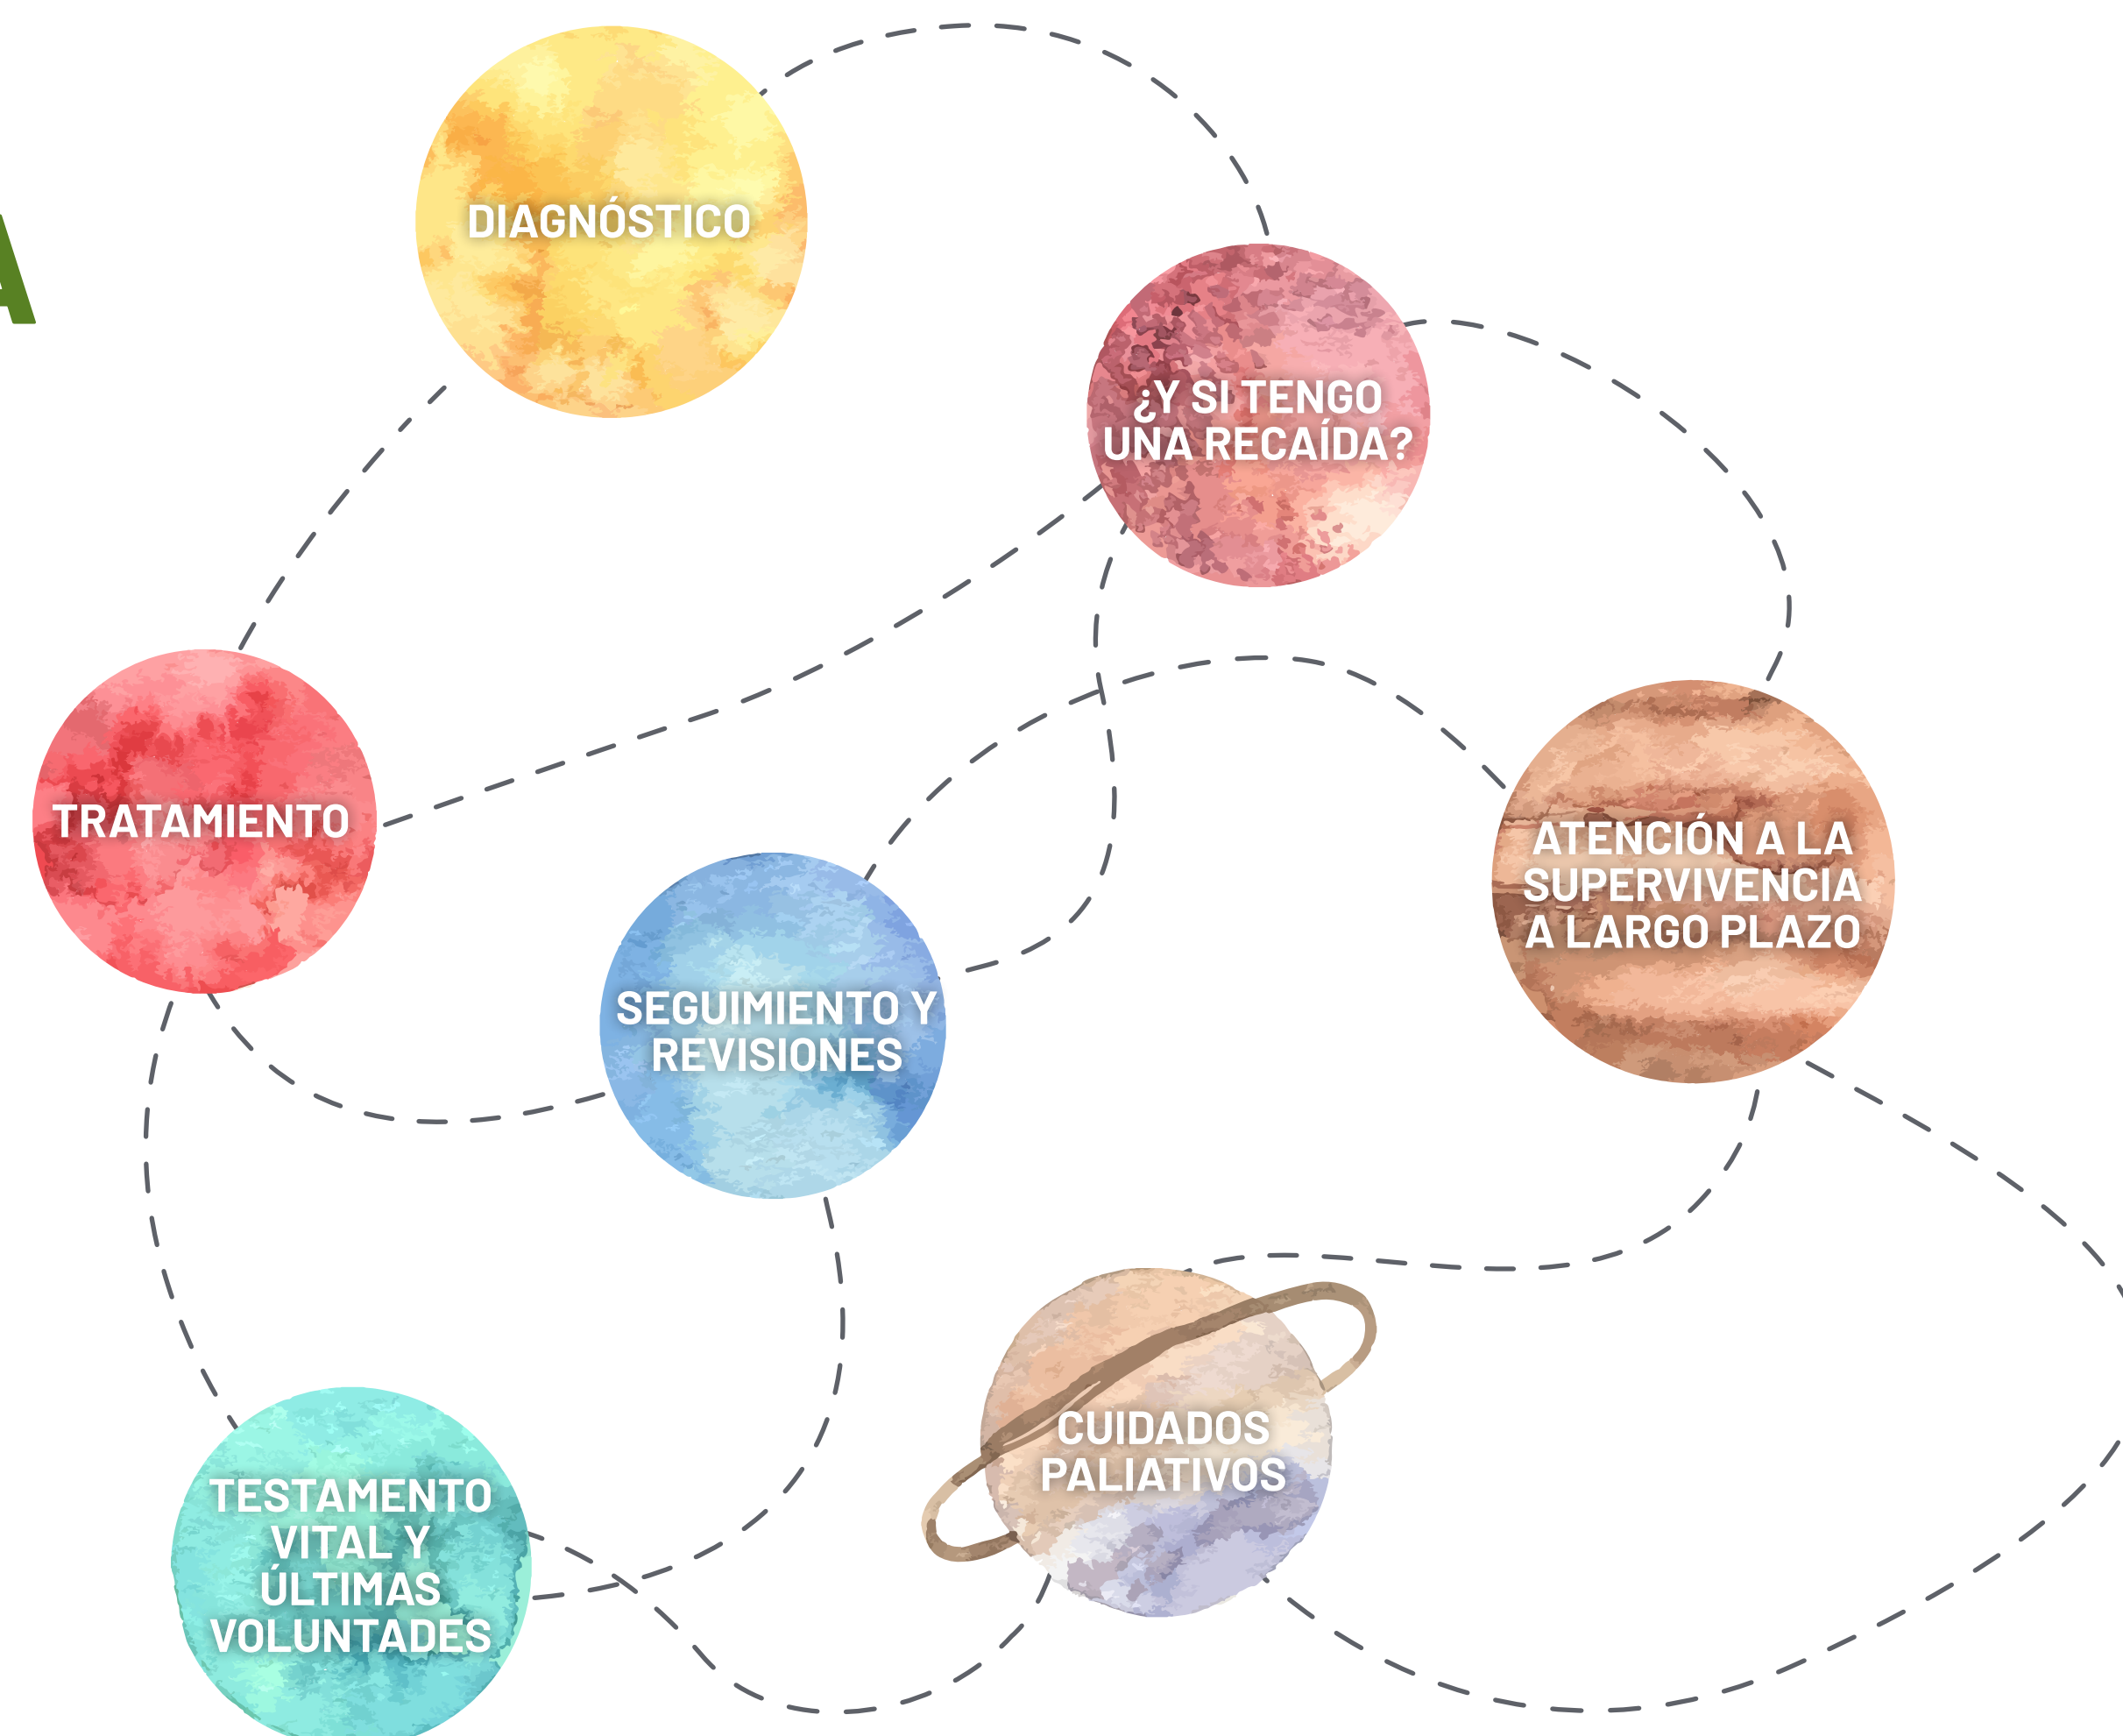 A
DIAGNÓSTICO
¿Y SI TENGO
UNA RECAÍDA?
TRATAMIENTO
ATENCIÓN A LA
SUPERVIVENCIA
A LARGO PLAZO
SEGUIMIENTO Y
REVISIONES
CUIDADOS
PALIATIVOS
TESTAMENTO
VITAL Y
ÚLTIMAS
VOLUNTADES